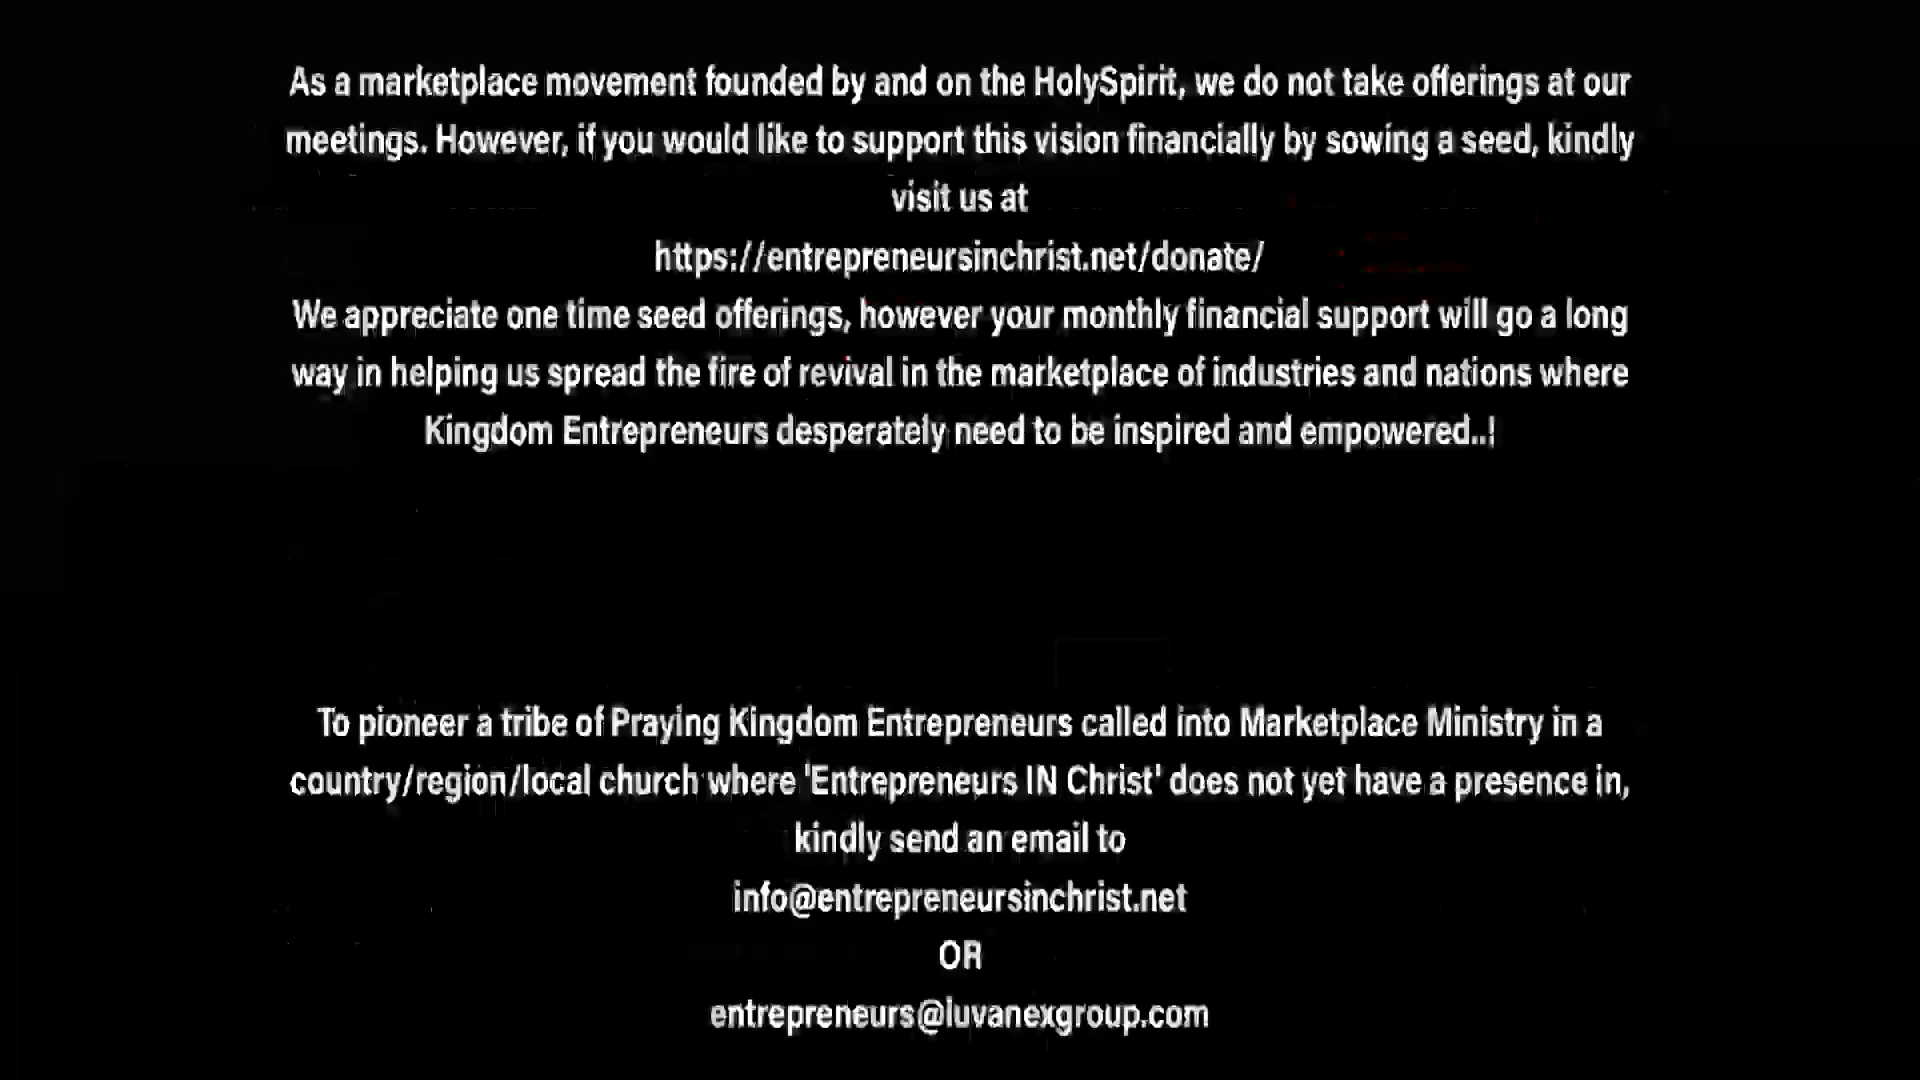 As a marketplace movement founded by and on the HolySpirit, we do not take offerings at our
meetings. However, if you would like to support this vision financially by sowing a seed, kindly
visit us at
https://entrepreneursinchrist.net/donate/
We appreciate one time seed offerings, however your monthly financial support will go a long
way in helping us spread the fire of revival in the marketplace of industries and nations where
Kingdom Entrepreneurs desperately need to be inspired and empowered..!
To pioneer a tribe of Praying Kingdom Entrepreneurs called into Marketplace Ministry in a
country/region/local church where 'Entrepreneurs IN Christ' does not yet have a presence in,
kindly send an email to
info@entrepreneursinchrist.net
OR
entrepreneurs@luvanexgroup.com